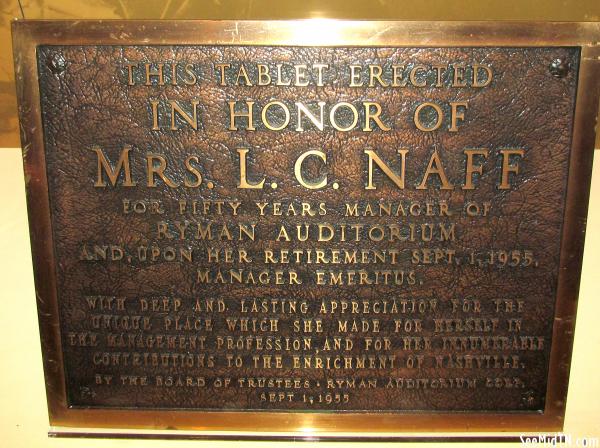 THIS TABLET ERECTED
IN HONOR OF
MRS. L. C. NAFF
FOR FIFTY YEARS MANAGER OF
RYMAN AUDITORIUM
AND, UPON HER RETIREMENT SEPT. 1, 1955,
MANAGER EMERITUS.
WITH DEEP AND LASTING APPRECIATION FOR THE
UNIQUE PLACE WHICH SHE MADE FOR HERSELF IN
THE MANAGEMENT PROFESSION, AND FOR HER INNUMERABLE
CONTRIBUTIONS TO THE ENRICHMENT OF NASHVILLE.
BY THE BOARD OF TRUSTEES · RYMAN AUDITORIUM CORP.
SEPT 1, 1955
SeeMidTN.com